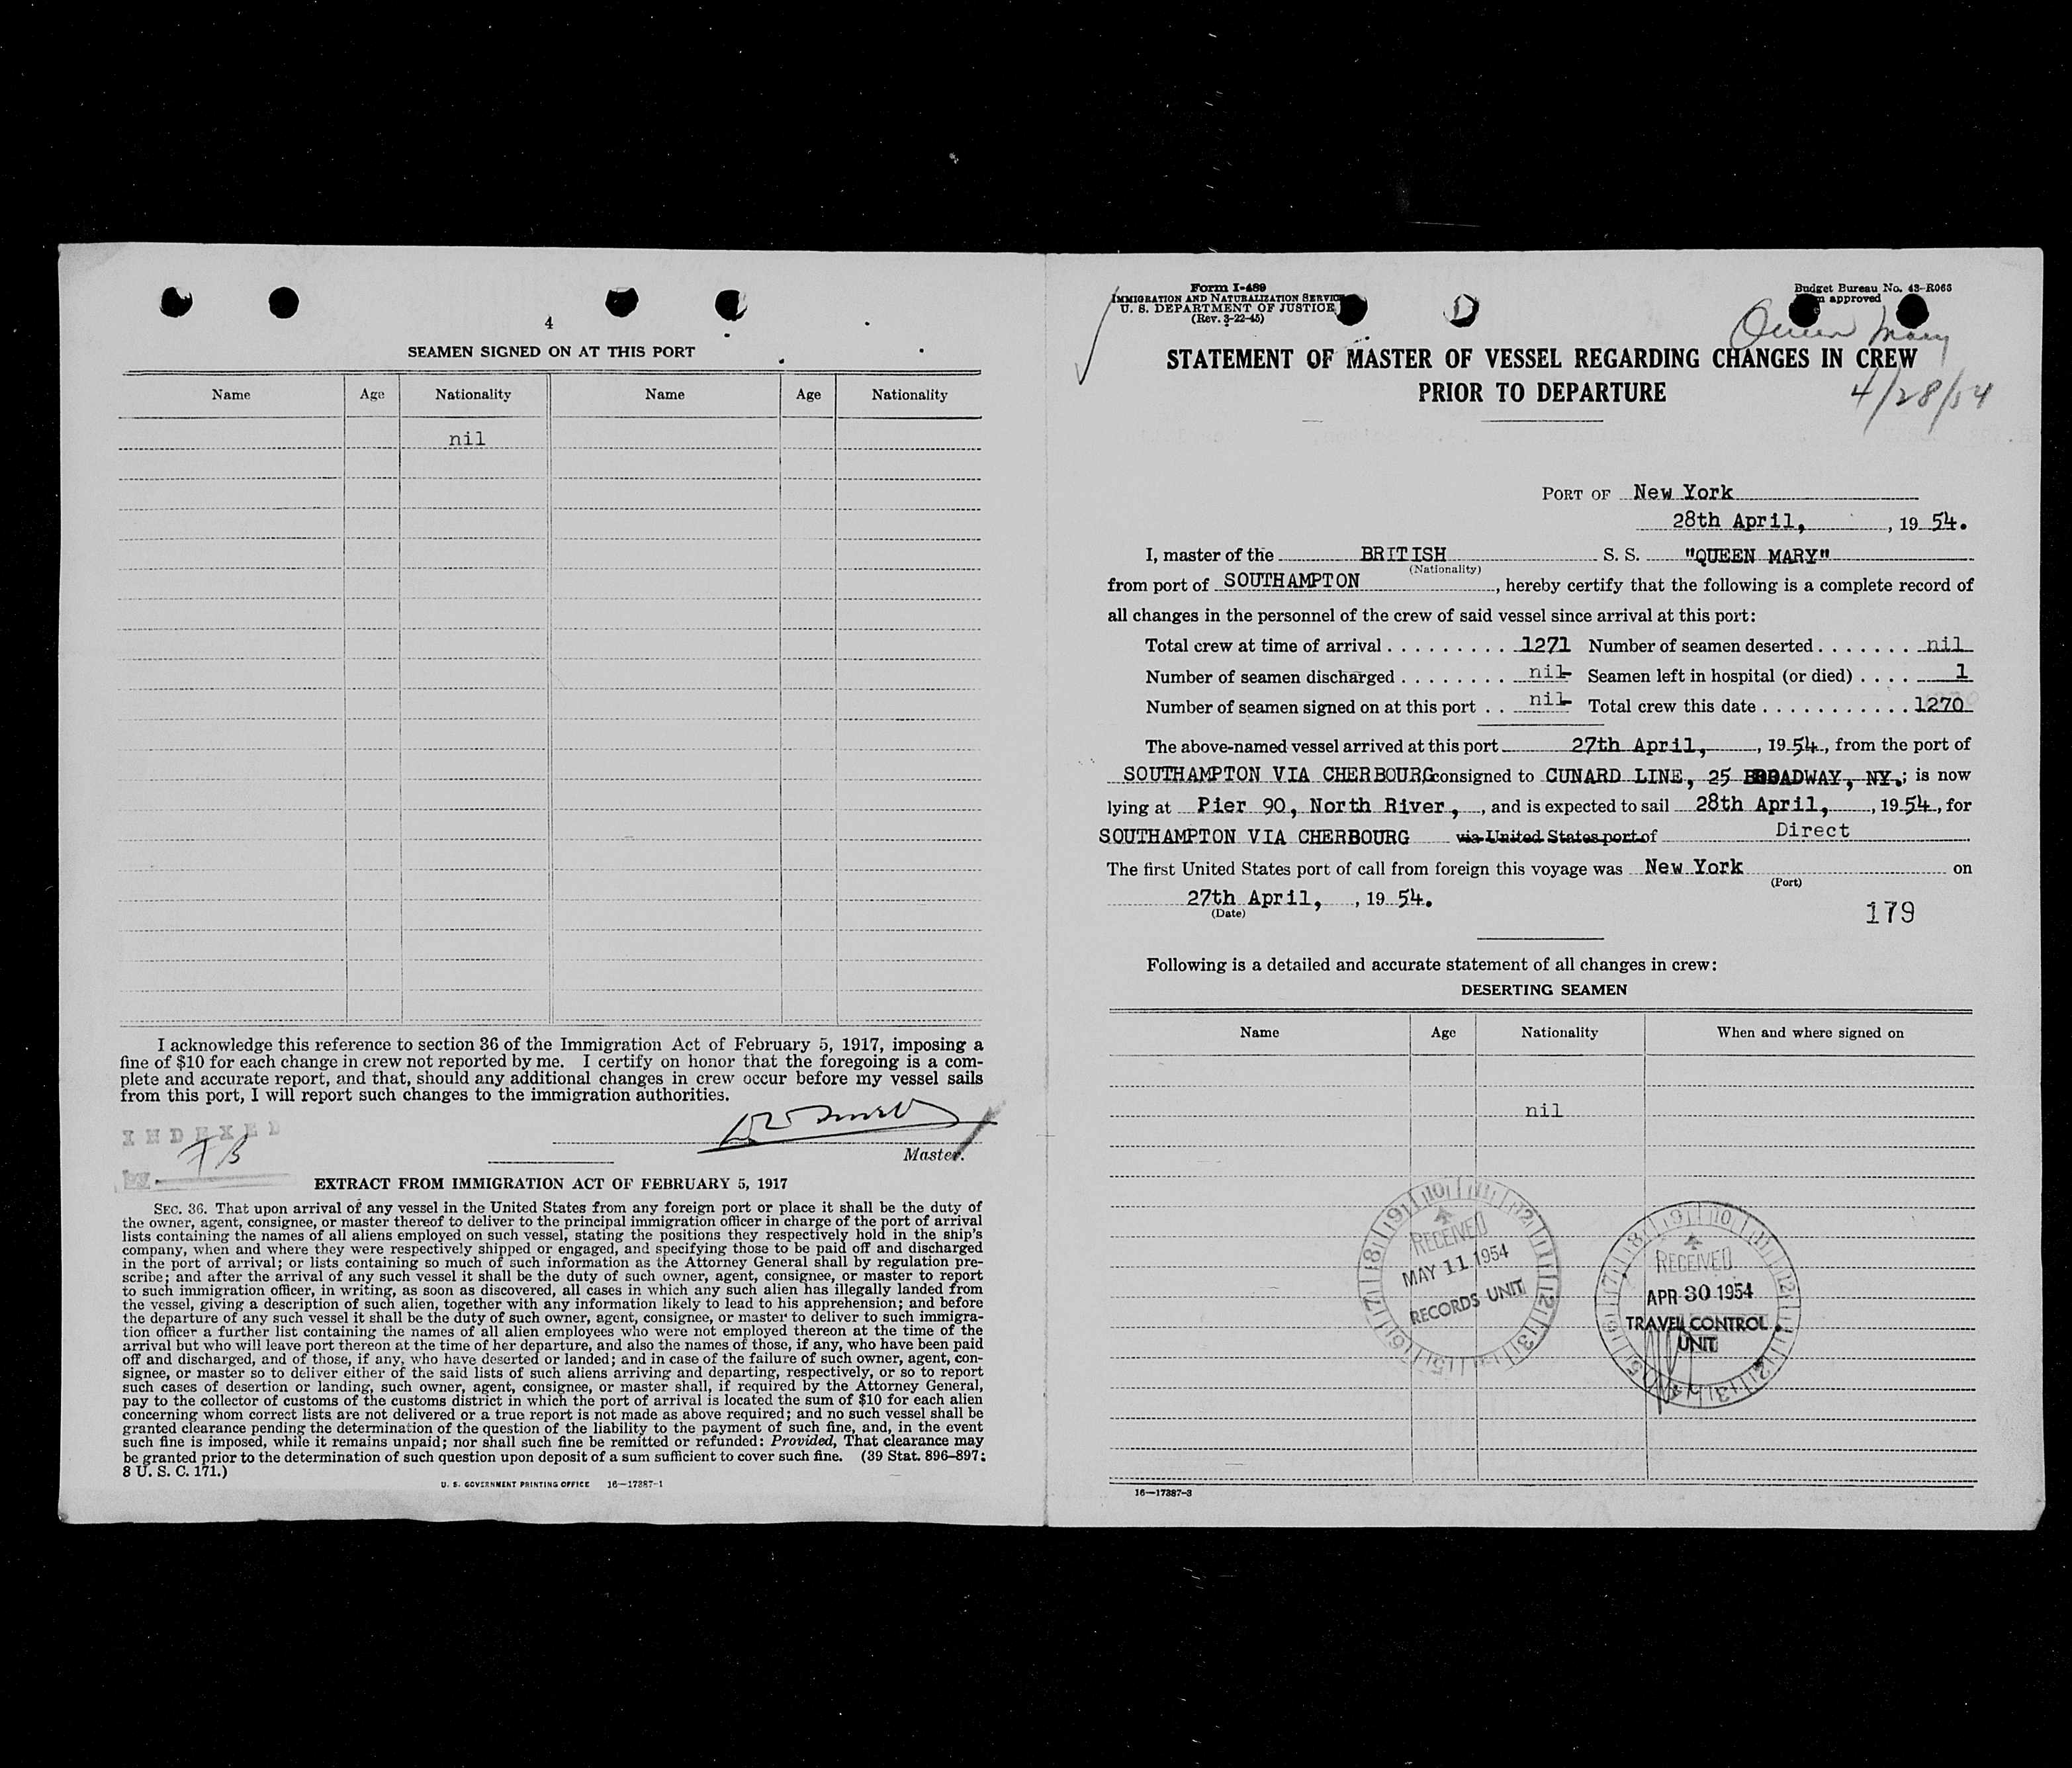 4
SEAMEN SIGNED ON AT THIS PORT
Name Age Nationality Name Age Nationality
nil
I acknowledge this reference to section 36 of the Immigration Act of February 5, 1917, imposing a
fine of $10 for each change in crew not reported by me. I certify on honor that the foregoing is a com-
plete and accurate report, and that, should any additional changes in crew occur before my vessel sails
from this port, I will report such changes to the immigration authorities.
INDEXED
by FB
Master.
EXTRACT FROM IMMIGRATION ACT OF FEBRUARY 5, 1917
SEC. 36. That upon arrival of any vessel in the United States from any foreign port or place it shall be the duty of
the owner, agent, consignee, or master thereof to deliver to the principal immigration officer in charge of the port of arrival
lists containing the names of all aliens employed on such vessel, stating the positions they respectively hold in the ship's
company, when and where they were respectively shipped or engaged, and specifying those to be paid off and discharged
in the port of arrival; or lists containing so much of such information as the Attorney General shall by regulation pre-
scribe; and after the arrival of any such vessel it shall be the duty of such owner, agent, consignee, or master to report
to such immigration officer, in writing, as soon as discovered, all cases in which any such alien has illegally landed from
the vessel, giving a description of such alien, together with any information likely to lead to his apprehension; and before
the departure of any such vessel it shall be the duty of such owner, agent, consignee, or master to deliver to such immigra-
tion officer a further list containing the names of all alien employees who were not employed thereon at the time of the
arrival but who will leave port thereon at the time of her departure, and also the names of those, if any, who have been paid
off and discharged, and of those, if any, who have deserted or landed; and in case of the failure of such owner, agent, con-
signee, or master so to deliver either of the said lists of such aliens arriving and departing, respectively, or so to report
such cases of desertion or landing, such owner, agent, consignee, or master shall, if required by the Attorney General,
pay to the collector of customs of the customs district in which the port of arrival is located the sum of $10 for each alien
concerning whom correct lists are not delivered or a true report is not made as above required; and no such vessel shall be
granted clearance pending the determination of the question of the liability to the payment of such fine, and, in the event
such fine is imposed, while it remains unpaid; nor shall such fine be remitted or refunded: Provided, That clearance may
be granted prior to the determination of such question upon deposit of a sum sufficient to cover such fine. (39 Stat. 896–897;
8 U. S. C. 171.)
U. S. GOVERNMENT PRINTING OFFICE 16—17387-1
Form I-489
IMMIGRATION AND NATURALIZATION SERVICE
U. S. DEPARTMENT OF JUSTICE
(Rev. 3-22-45)
Budget Bureau No. 43-R065
approved
Queen Mary
STATEMENT OF MASTER OF VESSEL REGARDING CHANGES IN CREW
PRIOR TO DEPARTURE
4/28/54
PORT OF New York
28th April, , 19 54.
I, master of the BRITISH S. S. "QUEEN MARY"
(Nationality)
from port of SOUTHAMPTON , hereby certify that the following is a complete record of
all changes in the personnel of the crew of said vessel since arrival at this port:
Total crew at time of arrival . . . . . . . . . . 1271 Number of seamen deserted . . . . . . . nil
Number of seamen discharged . . . . . . . . nil Seamen left in hospital (or died) . . . . 1
Number of seamen signed on at this port . . nil Total crew this date . . . . . . . . . . . 1270
The above-named vessel arrived at this port 27th April, , 19 54, from the port of
SOUTHAMPTON VIA CHERBOURG consigned to CUNARD LINE, 25 BROADWAY, NY.; is now
lying at Pier 90, North River, , and is expected to sail 28th April, , 19 54, for
SOUTHAMPTON VIA CHERBOURG via United States port of Direct
The first United States port of call from foreign this voyage was New York on
(Port)
27th April, , 19 54.
(Date)
179
Following is a detailed and accurate statement of all changes in crew:
DESERTING SEAMEN
Name Age Nationality When and where signed on
nil
RECEIVED
MAY 11 1954
RECORDS UNIT
RECEIVED
APR 30 1954
TRAVEL CONTROL
UNIT
16—17387-3